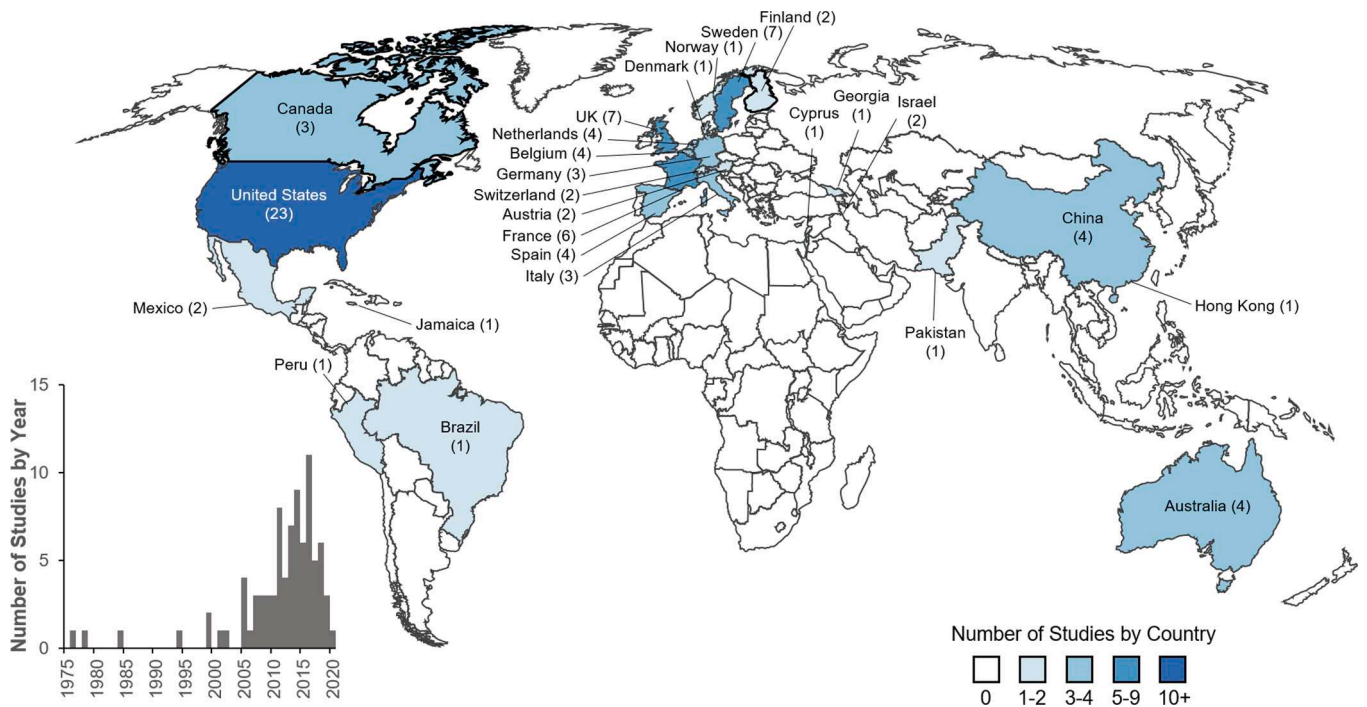 Finland (2)
Sweden (7)
Norway (1)
Denmark (1)
Canada
(3)
UK (7)
Netherlands (4)
Belgium (4)
Germany (3)
Switzerland (2)
Austria (2)
France (6)
Spain (4)
Italy (3)
Cyprus
(1)
Georgia
(1)
Israel
(2)
United States
(23)
China
(4)
Mexico (2)
Jamaica (1)
Pakistan
(1)
Hong Kong (1)
Peru (1)
Brazil
(1)
Australia (4)
Number of Studies by Year
15
10
5
0
1975
1980
1985
1990
1995
2000
2005
2010
2015
2020
Number of Studies by Country
0
1-2
3-4
5-9
10+